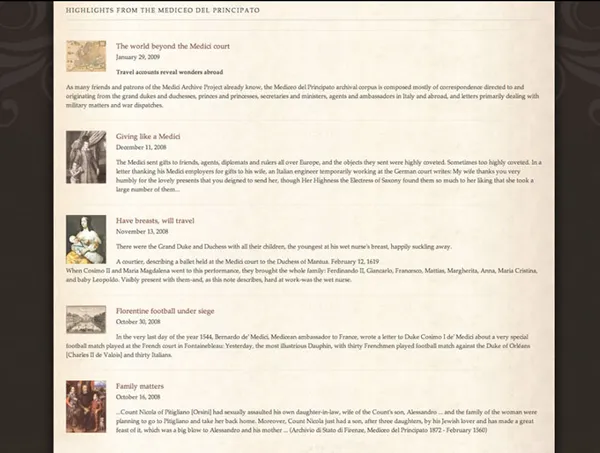 HIGHLIGHTS FROM THE MEDICEO DEL PRINCIPATO
The world beyond the Medici court
January 29, 2009
Travel accounts reveal wonders abroad
As many friends and patrons of the Medici Archive Project already know, the Mediceo del Principato archival corpus is composed mostly of correspondence directed to and
originating from the grand dukes and duchesses, princes and princesses, secretaries and ministers, agents and ambassadors in Italy and abroad, and letters primarily dealing with
military matters and war dispatches.
Giving like a Medici
December 11, 2008
The Medici sent gifts to friends, agents, diplomats and rulers all over Europe, and the objects they sent were highly coveted. Sometimes too highly coveted. In a
letter thanking his Medici employers for gifts to his wife, an Italian engineer temporarily working at the German court writes: My wife thanks you very
humbly for the lovely presents that you deigned to send her, though Her Highness the Electress of Saxony found them so much to her liking that she took a
large number of them...
Have breasts, will travel
November 13, 2008
There were the Grand Duke and Duchess with all their children, the youngest at his wet nurse's breast, happily suckling away.
A courtier, describing a ballet held at the Medici court to the Duchess of Mantua. February 12, 1619
When Cosimo II and Maria Magdalena went to this performance, they brought the whole family: Ferdinando II, Giancarlo, Francesco, Mattias, Margherita, Anna, Maria Cristina,
and baby Leopoldo. Visibly present with them-and, as this note describes, hard at work-was the wet nurse.
Florentine football under siege
October 30, 2008
In the very last day of the year 1544, Bernardo de' Medici, Medicean ambassador to France, wrote a letter to Duke Cosimo I de' Medici about a very special
football match played at the French court in Fontainebleau: Yesterday, the most illustrious Dauphin, with thirty Frenchmen played football match against the Duke of Orléans
[Charles II de Valois] and thirty Italians.
Family matters
October 16, 2008
...Count Nicola of Pitigliano [Orsini] had sexually assaulted his own daughter-in-law, wife of the Count's son, Alessandro ... and the family of the woman were
planning to go to Pitigliano and take her back home. Moreover, Count Nicola just had a son, after three daughters, by his Jewish lover and has made a great
feast of it, which was a big blow to Alessandro and his mother ... (Archivio di Stato di Firenze, Mediceo del Principato 1872 - February 1560)